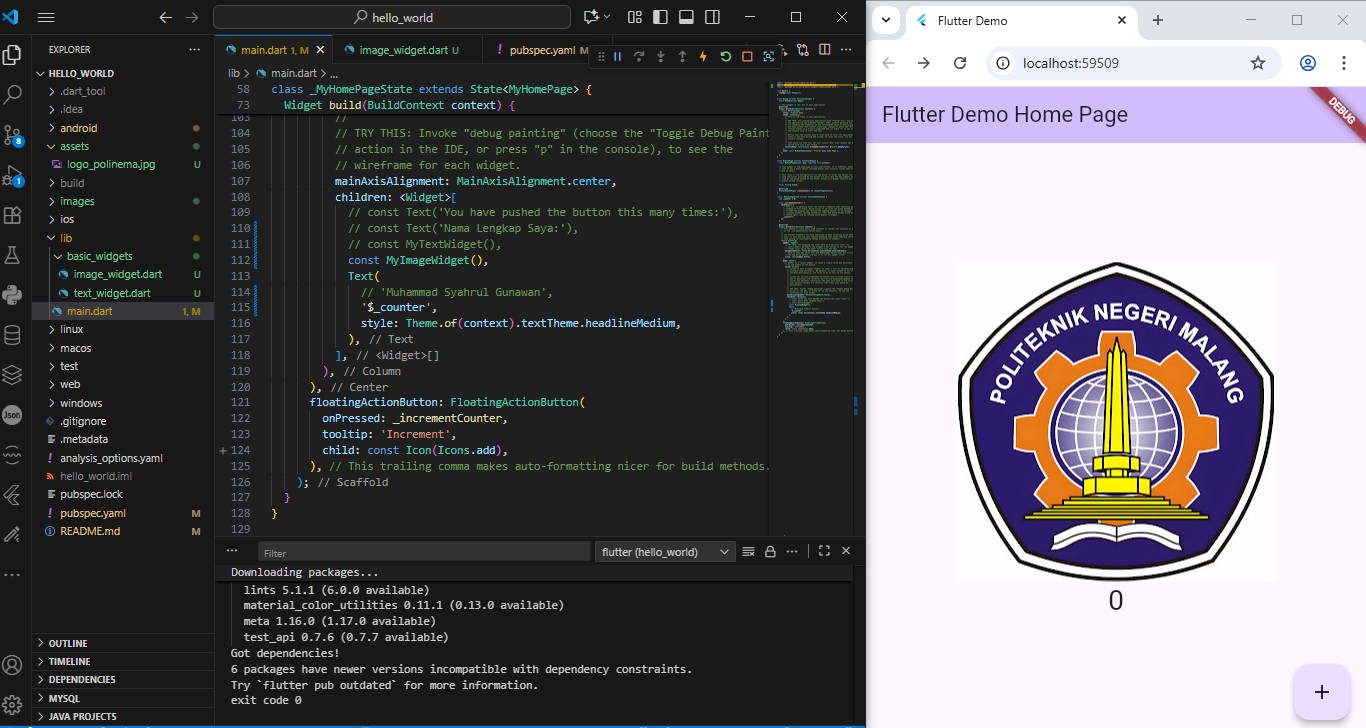 hello_world
EXPLORER
HELLO_WORLD
.dart_tool
.idea
android
assets
logo_polinema.jpg U
build
images
ios
lib
basic_widgets
image_widget.dart U
text_widget.dart U
main.dart 1, M
linux
macos
test
web
windows
.gitignore
.metadata
analysis_options.yaml
hello_world.iml
pubspec.lock
pubspec.yaml M
README.md M
OUTLINE
TIMELINE
DEPENDENCIES
MYSQL
JAVA PROJECTS
8
1
Json
main.dart 1, M
image_widget.dart U
pubspec.yaml M
lib > main.dart > ...
58 class _MyHomePageState extends State<MyHomePage> {
73 Widget build(BuildContext context) {
103 //
104 // TRY THIS: Invoke "debug painting" (choose the "Toggle Debug Paint
105 // action in the IDE, or press "p" in the console), to see the
106 // wireframe for each widget.
107 mainAxisAlignment: MainAxisAlignment.center,
108 children: <Widget>[
109 // const Text('You have pushed the button this many times:'),
110 // const Text('Nama Lengkap Saya:'),
111 // const MyTextWidget(),
112 const MyImageWidget(),
113 Text(
114 // 'Muhammad Syahrul Gunawan',
115 '$_counter',
116 style: Theme.of(context).textTheme.headlineMedium,
117 ), // Text
118 ], // <Widget>[]
119 ), // Column
120 ), // Center
121 floatingActionButton: FloatingActionButton(
122 onPressed: _incrementCounter,
123 tooltip: 'Increment',
124 child: const Icon(Icons.add),
125 ), // This trailing comma makes auto-formatting nicer for build methods.
126 ); // Scaffold
127 }
128 }
129
Filter
flutter (hello_world)
Downloading packages...
lints 5.1.1 (6.0.0 available)
material_color_utilities 0.11.1 (0.13.0 available)
meta 1.16.0 (1.17.0 available)
test_api 0.7.6 (0.7.7 available)
Got dependencies!
6 packages have newer versions incompatible with dependency constraints.
Try `flutter pub outdated` for more information.
exit code 0
Flutter Demo
localhost:59509
Flutter Demo Home Page
DEBUG
POLITEKNIK NEGERI MALANG
0